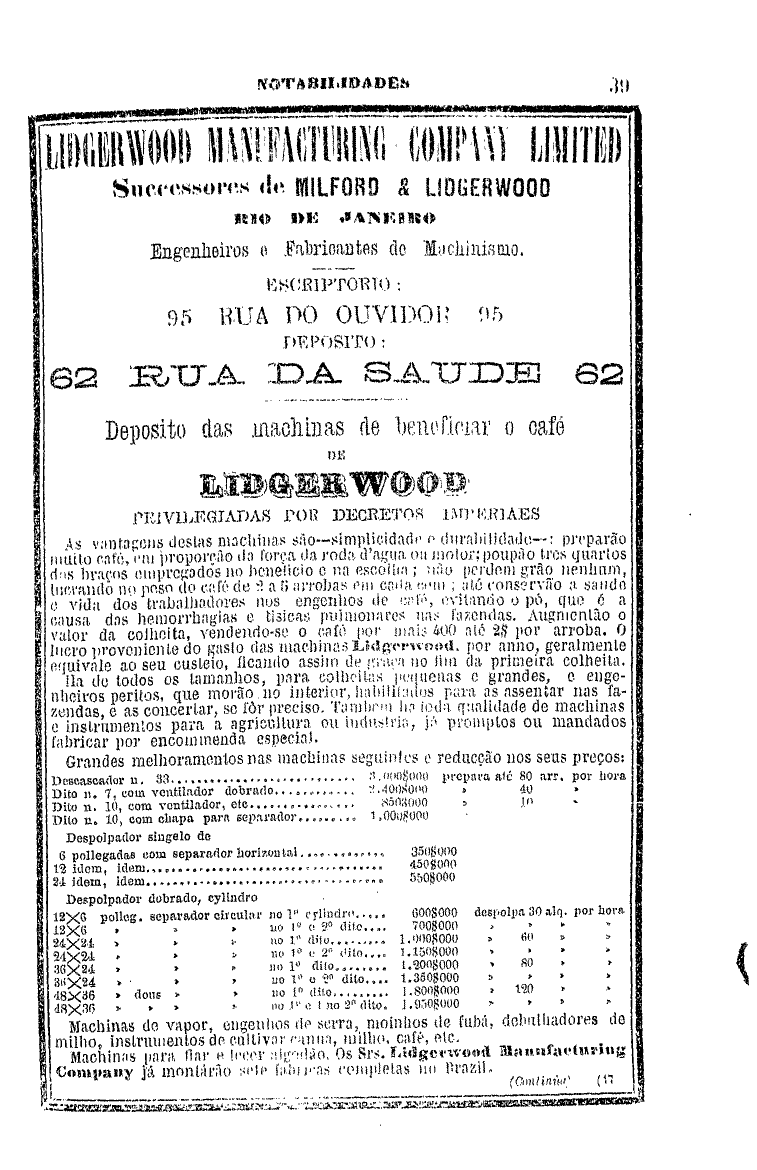 NOTABILIDADES 39
LIDGERWOOD MANUFACTURING COMPANY LIMITED
Successores de MILFORD & LIDGERWOOD
RIO DE JANEIRO
Engenheiros e Fabricantes de Machinismo.
ESCRIPTORIO:
95 RUA DO OUVIDOR 95
DEPOSITO:
62 RUA DA SAUDE 62
Deposito das machinas de beneficiar o café
DE
LIDGERWOOD
PRIVILEGIADAS POR DECRETOS IMPERIAES
As vantagens destas machinas são—simplicidade e durabilidade—: preparão
muito café, em proporção da força da roda d'agua ou motor; poupão tres quartos
dos braços empregados no beneficio e na escolha; não perdem grão nenhum,
lucrando no peso do café de 2 a 5 arrobas em cada cem; até conservão a saude
e vida dos trabalhadores nos engenhos de café, evitando o pó, que é a
causa das hemorrhagias e tisicas pulmonares nas fazendas. Augmentão o
valor da colheita, vendendo-se o café por mais 400 até 2$ por arroba. O
lucro proveniente do gasto das machinas Lidgerwood, por anno, geralmente
equivale ao seu custeio, ficando assim de graça no fim da primeira colheita.
Ha de todos os tamanhos, para colheitas pequenas e grandes, e enge-
nheiros peritos, que morão no interior, habilitados para as assentar nas fa-
zendas, e as concertar, se fôr preciso. Tambem ha toda qualidade de machinas
e instrumentos para a agricultura ou industria, já promptos ou mandados
fabricar por encommenda especial.
Grandes melhoramentos nas machinas seguintes e reducção nos seus preços:
Descascador n. 33........ 3.000$000 prepara até 80 arr. por hora
Dito n. 7, com ventilador dobrado........ 2.400$000 » 40 »
Dito n. 10, com ventilador, etc........ 850$000 » 10 »
Dito n. 10, com chapa para separador........ 1.000$000
Despolpador singelo de
6 pollegadas com separador horizontal........ 350$000
12 idem, idem........ 450$000
24 idem, idem........ 550$000
Despolpador dobrado, cylindro
12×6 polleg. separador circular no 1º cylindro..... 600$000 despolpa 30 alq. por hora
12×6 » » » no 1º e 2º dito.... 700$000 » » » »
24×24 » » » no 1º dito......... 1.000$000 » 60 » »
24×24 » » » no 1º e 2º dito.... 1.150$000 » » » »
36×24 » » » no 1º dito........ 1.200$000 » 80 » »
36×24 » » » no 1º e 2º dito.... 1.350$000 » » » »
48×36 » dous » » no 1º dito......... 1.800$000 » 120 » »
48×36 » » » » no 1º e 1 no 2º dito. 1.950$000 » » » »
Machinas de vapor, engenhos de serra, moinhos de fubá, debulhadores de
milho, instrumentos de cultivar canna, milho, café, etc.
Machinas para fiar e tecer algodão. Os Srs. Lidgerwood Manufacturing
Company já montárão sete fabricas completas no Brazil.
(Continúa) (17